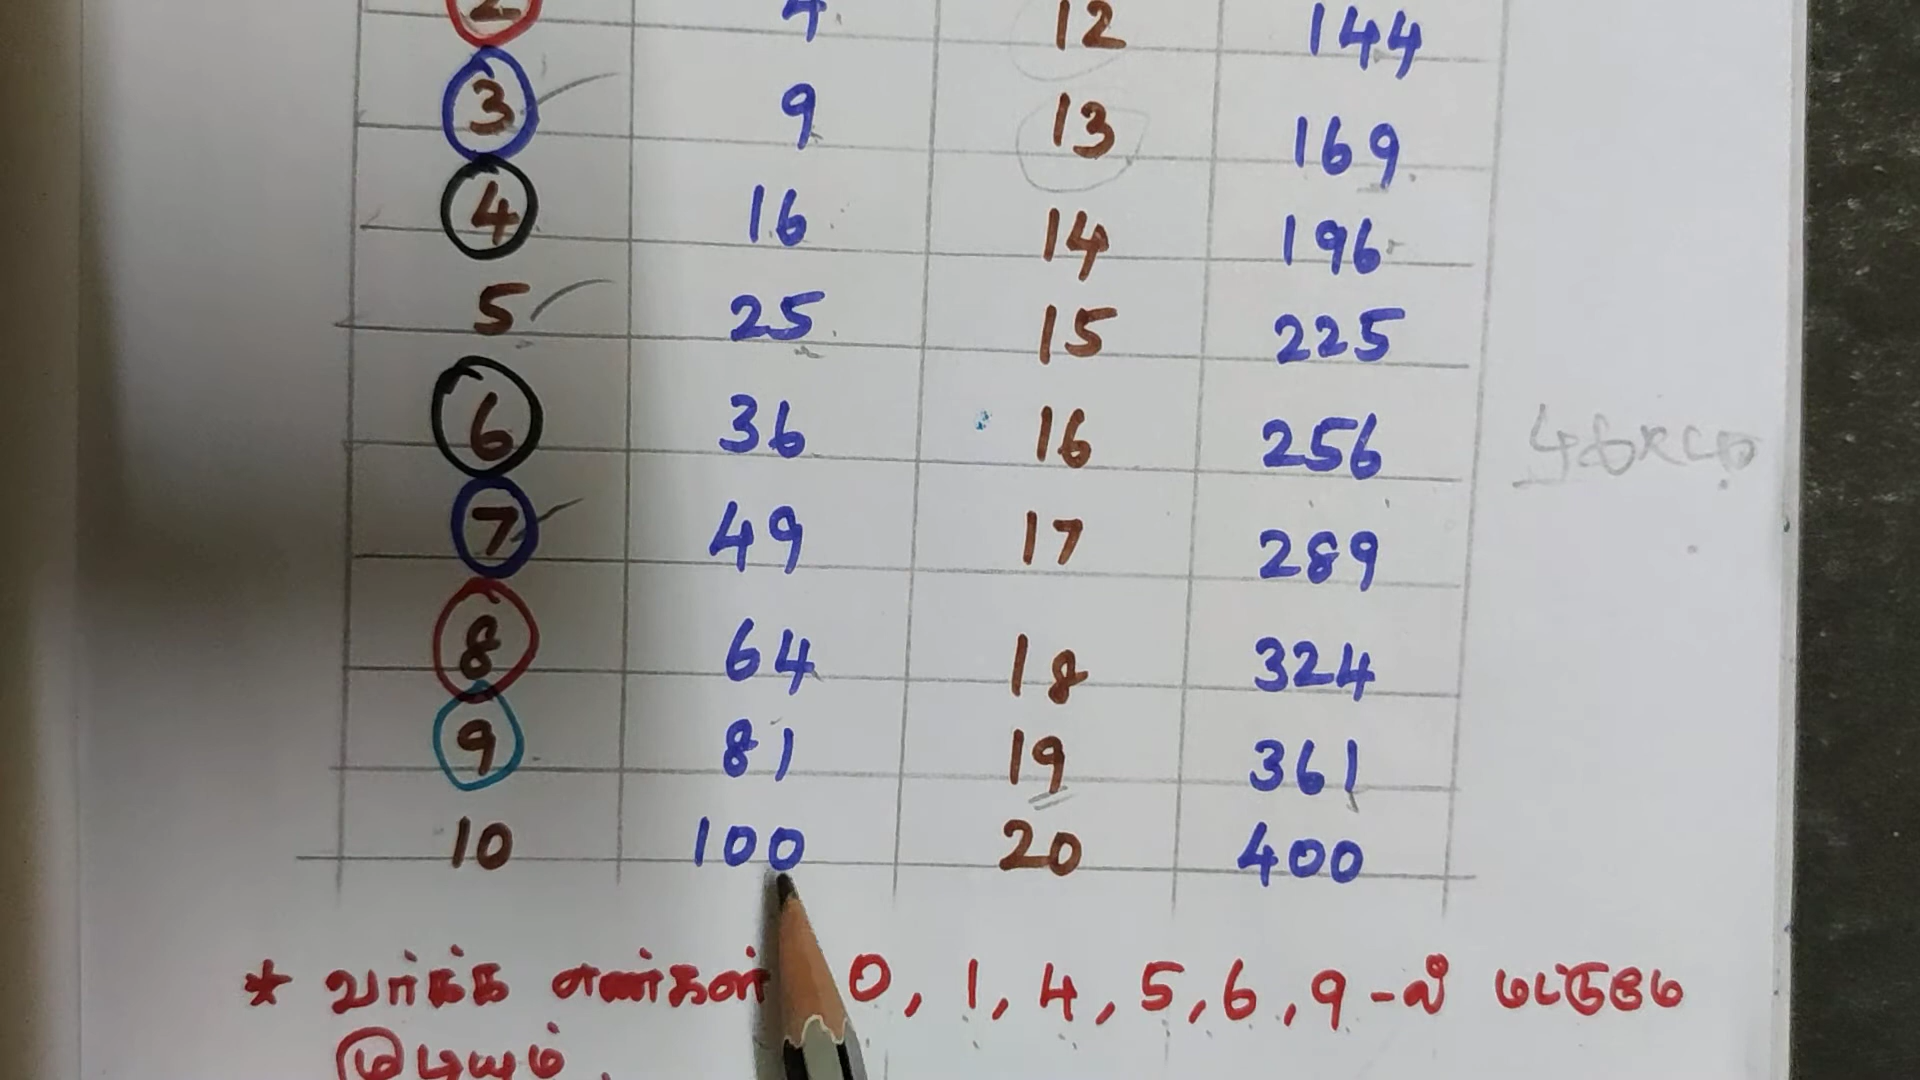 2 4 12 144
3 9 13 169
4 16 14 196
5 25 15 225
6 36 16 256
7 49 17 289
8 64 18 324
9 81 19 361
10 100 20 400
* வர்க்க எண்கள் 0, 1, 4, 5, 6, 9-ல் மட்டுமே
முடியும்.